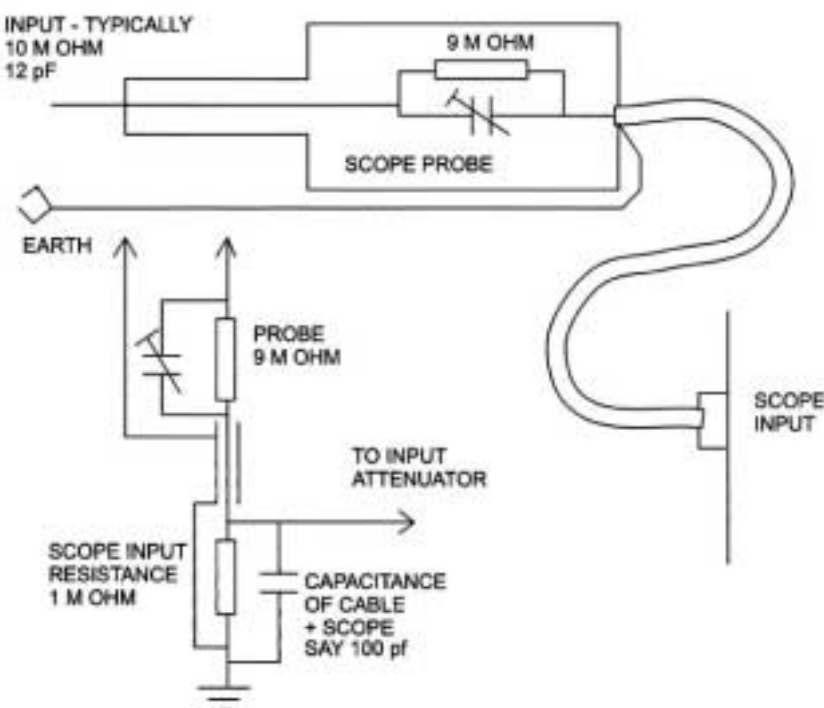 INPUT - TYPICALLY
10 M OHM
12 pF
9 M OHM
SCOPE PROBE
EARTH
PROBE
9 M OHM
SCOPE
INPUT
TO INPUT
ATTENUATOR
SCOPE INPUT
RESISTANCE
1 M OHM
CAPACITANCE
OF CABLE
+ SCOPE
SAY 100 pf